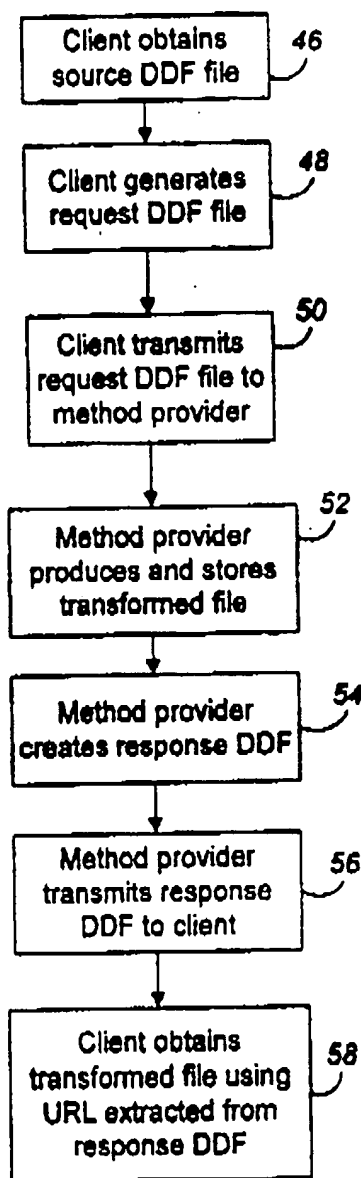 Client obtains
source DDF file
46
Client generates
request DDF file
48
Client transmits
request DDF file to
method provider
50
Method provider
produces and stores
transformed file
52
Method provider
creates response DDF
54
Method provider
transmits response
DDF to client
56
Client obtains
transformed file using
URL extracted from
response DDF
58